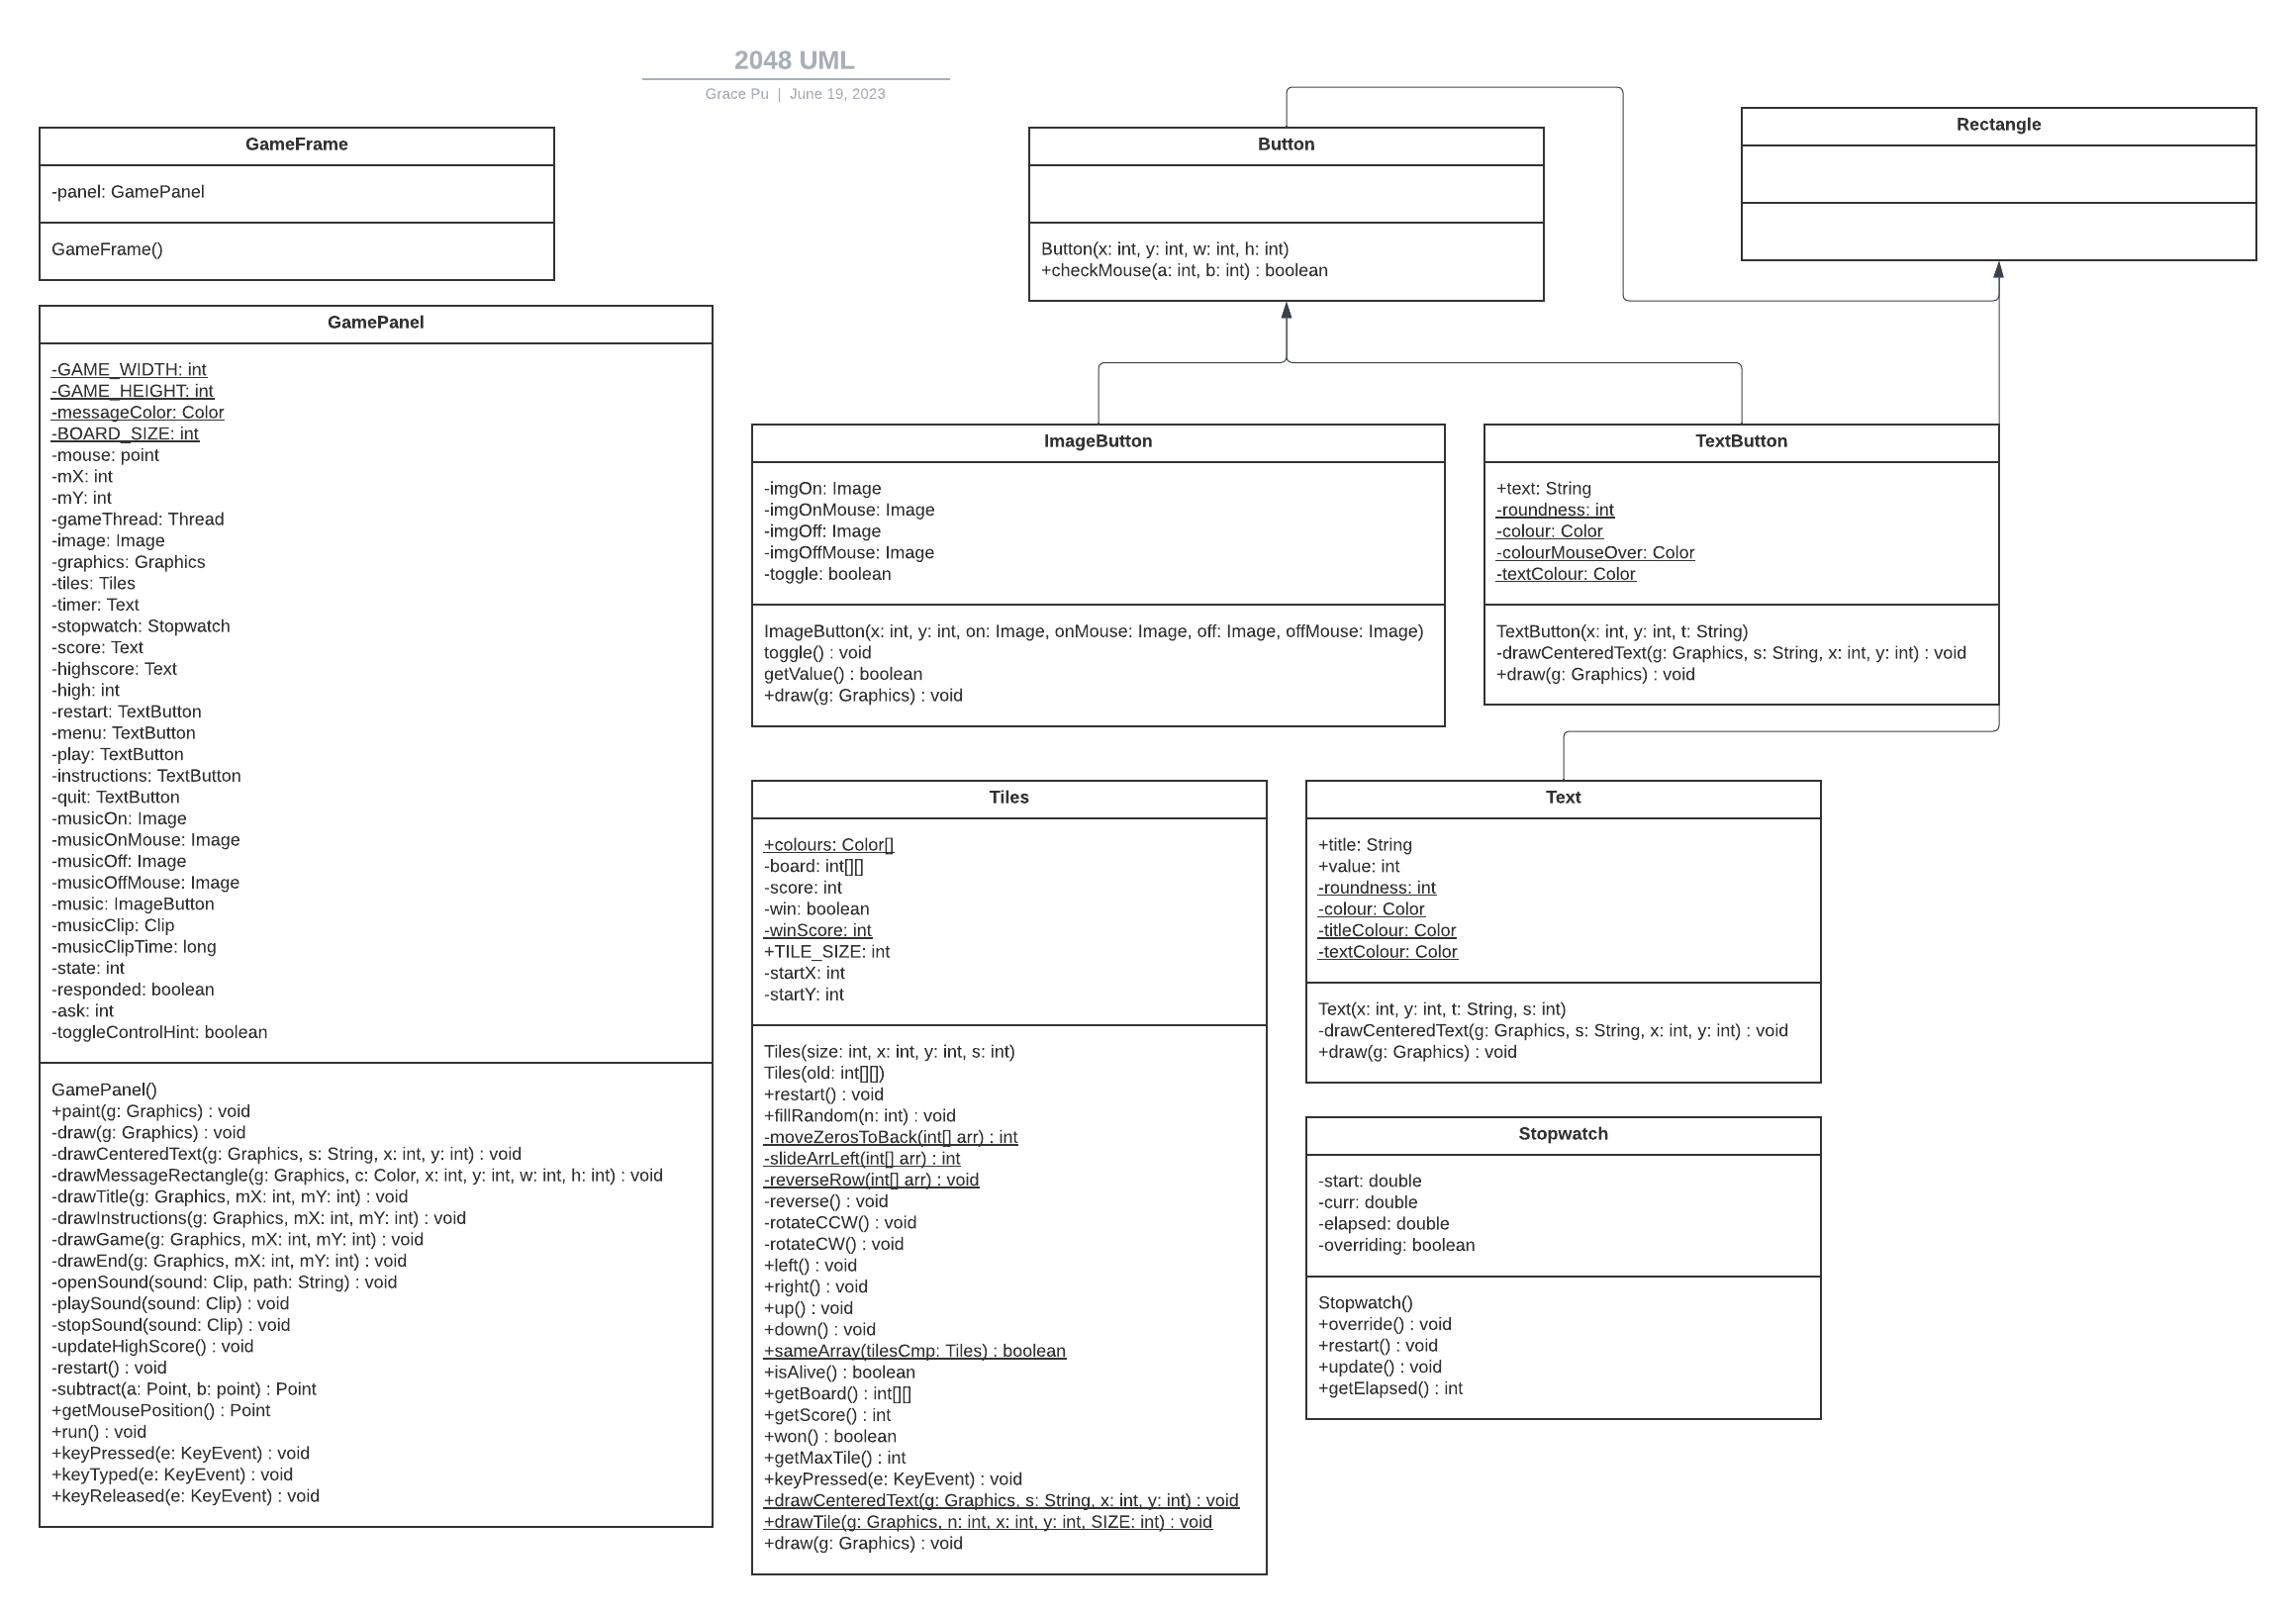 2048 UML
Grace Pu | June 19, 2023
GameFrame
-panel: GamePanel
GameFrame()
GamePanel
-GAME_WIDTH: int
-GAME_HEIGHT: int
-messageColor: Color
-BOARD_SIZE: int
-mouse: point
-mX: int
-mY: int
-gameThread: Thread
-image: Image
-graphics: Graphics
-tiles: Tiles
-timer: Text
-stopwatch: Stopwatch
-score: Text
-highscore: Text
-high: int
-restart: TextButton
-menu: TextButton
-play: TextButton
-instructions: TextButton
-quit: TextButton
-musicOn: Image
-musicOnMouse: Image
-musicOff: Image
-musicOffMouse: Image
-music: ImageButton
-musicClip: Clip
-musicClipTime: long
-state: int
-responded: boolean
-ask: int
-toggleControlHint: boolean
GamePanel()
+paint(g: Graphics) : void
-draw(g: Graphics) : void
-drawCenteredText(g: Graphics, s: String, x: int, y: int) : void
-drawMessageRectangle(g: Graphics, c: Color, x: int, y: int, w: int, h: int) : void
-drawTitle(g: Graphics, mX: int, mY: int) : void
-drawInstructions(g: Graphics, mX: int, mY: int) : void
-drawGame(g: Graphics, mX: int, mY: int) : void
-drawEnd(g: Graphics, mX: int, mY: int) : void
-openSound(sound: Clip, path: String) : void
-playSound(sound: Clip) : void
-stopSound(sound: Clip) : void
-updateHighScore() : void
-restart() : void
-subtract(a: Point, b: point) : Point
+getMousePosition() : Point
+run() : void
+keyPressed(e: KeyEvent) : void
+keyTyped(e: KeyEvent) : void
+keyReleased(e: KeyEvent) : void
Button
Button(x: int, y: int, w: int, h: int)
+checkMouse(a: int, b: int) : boolean
Rectangle
ImageButton
-imgOn: Image
-imgOnMouse: Image
-imgOff: Image
-imgOffMouse: Image
-toggle: boolean
ImageButton(x: int, y: int, on: Image, onMouse: Image, off: Image, offMouse: Image)
toggle() : void
getValue() : boolean
+draw(g: Graphics) : void
TextButton
+text: String
-roundness: int
-colour: Color
-colourMouseOver: Color
-textColour: Color
TextButton(x: int, y: int, t: String)
-drawCenteredText(g: Graphics, s: String, x: int, y: int) : void
+draw(g: Graphics) : void
Tiles
+colours: Color[]
-board: int[][]
-score: int
-win: boolean
-winScore: int
+TILE_SIZE: int
-startX: int
-startY: int
Tiles(size: int, x: int, y: int, s: int)
Tiles(old: int[][])
+restart() : void
+fillRandom(n: int) : void
-moveZerosToBack(int[] arr) : int
-slideArrLeft(int[] arr) : int
-reverseRow(int[] arr) : void
-reverse() : void
-rotateCCW() : void
-rotateCW() : void
+left() : void
+right() : void
+up() : void
+down() : void
+sameArray(tilesCmp: Tiles) : boolean
+isAlive() : boolean
+getBoard() : int[][]
+getScore() : int
+won() : boolean
+getMaxTile() : int
+keyPressed(e: KeyEvent) : void
+drawCenteredText(g: Graphics, s: String, x: int, y: int) : void
+drawTile(g: Graphics, n: int, x: int, y: int, SIZE: int) : void
+draw(g: Graphics) : void
Text
+title: String
+value: int
-roundness: int
-colour: Color
-titleColour: Color
-textColour: Color
Text(x: int, y: int, t: String, s: int)
-drawCenteredText(g: Graphics, s: String, x: int, y: int) : void
+draw(g: Graphics) : void
Stopwatch
-start: double
-curr: double
-elapsed: double
-overriding: boolean
Stopwatch()
+override() : void
+restart() : void
+update() : void
+getElapsed() : int